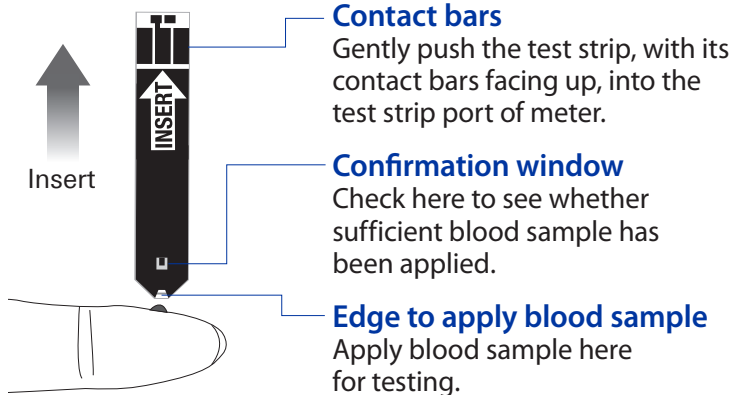 Contact bars
Gently push the test strip, with its
contact bars facing up, into the
test strip port of meter.
INSERT
Insert
Confirmation window
Check here to see whether
sufficient blood sample has
been applied.
Edge to apply blood sample
Apply blood sample here
for testing.